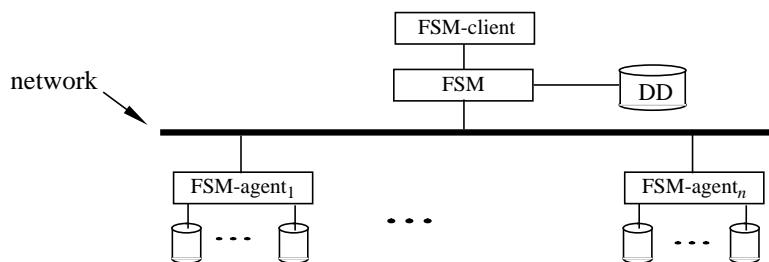 FSM-client
FSM
DD
network
FSM-agent₁
FSM-agentₙ